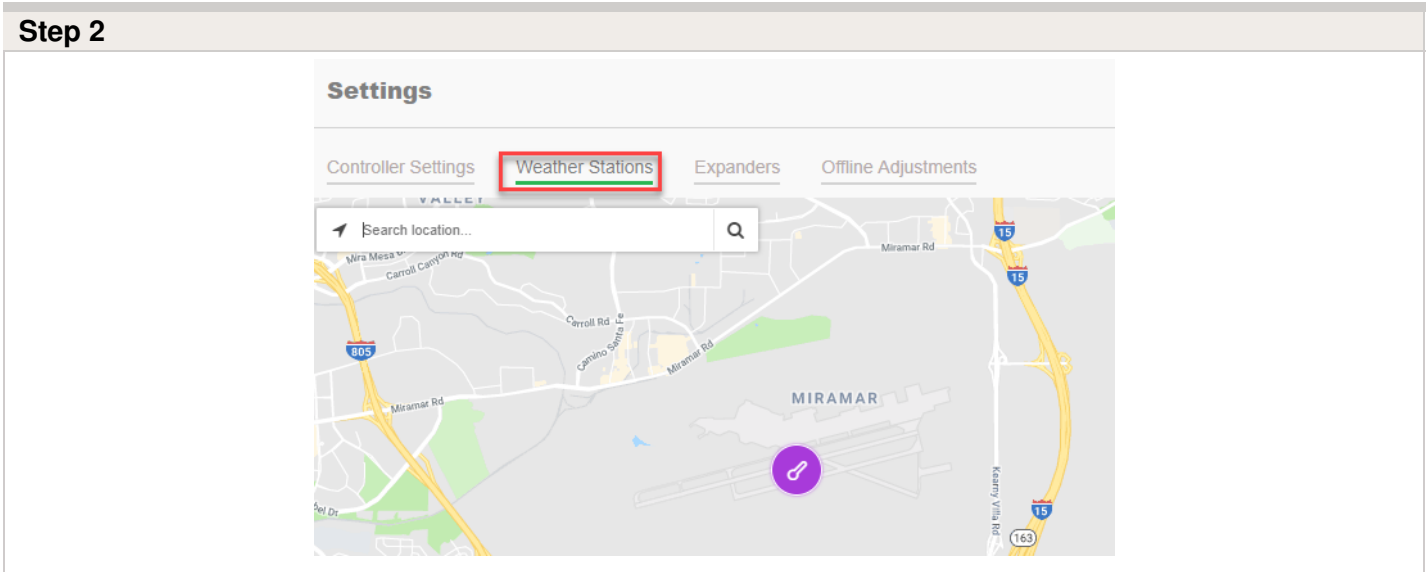 Step 2
Settings
Controller Settings Weather Stations Expanders Offline Adjustments
VALLEY
Search location...
15
Miramar Rd
Mira Mesa
Carroll Canyon Rd
15
Carroll Rd
Camino Santa Fe
805
Miramar Rd
MIRAMAR
Miramar Rd
Kearny Villa Rd
15
163